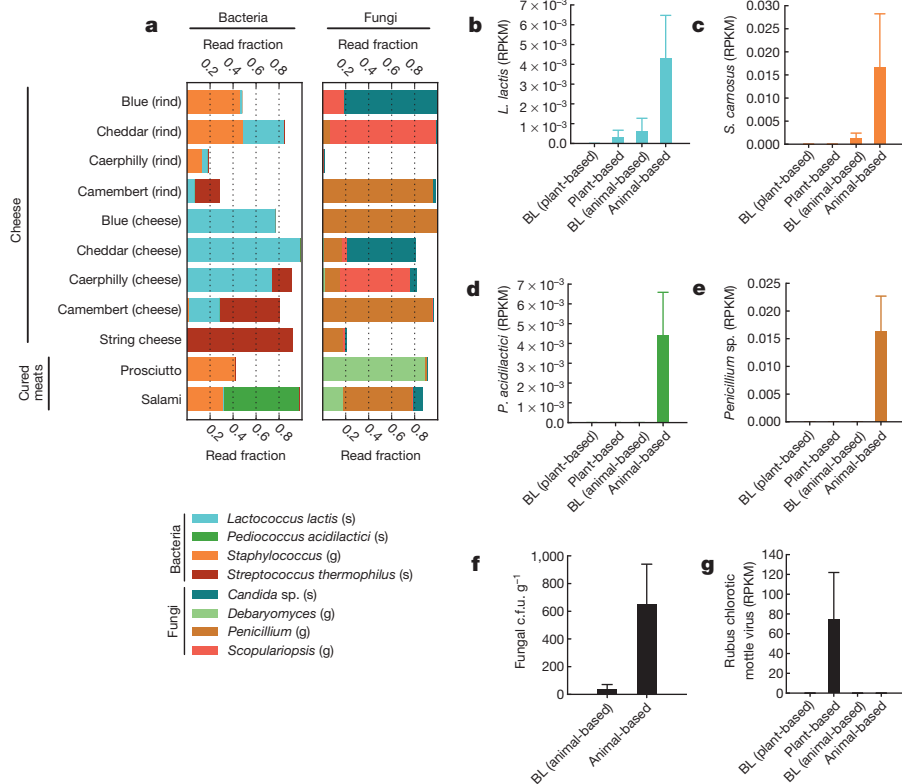 a
Bacteria
Fungi
Read fraction
Read fraction
0.2 0.4 0.6 0.8
0.2 0.4 0.6 0.8
Cheese
Blue (rind)
Cheddar (rind)
Caerphilly (rind)
Camembert (rind)
Blue (cheese)
Cheddar (cheese)
Caerphilly (cheese)
Camembert (cheese)
String cheese
Cured meats
Prosciutto
Salami
0.2 0.4 0.6 0.8
0.2 0.4 0.6 0.8
Read fraction
Read fraction
Bacteria
Lactococcus lactis (s)
Pediococcus acidilactici (s)
Staphylococcus (g)
Streptococcus thermophilus (s)
Fungi
Candida sp. (s)
Debaryomyces (g)
Penicillium (g)
Scopulariopsis (g)
b
L. lactis (RPKM)
7 × 10⁻³
6 × 10⁻³
5 × 10⁻³
4 × 10⁻³
3 × 10⁻³
2 × 10⁻³
1 × 10⁻³
0.0
BL (plant-based)
Plant-based
BL (animal-based)
Animal-based
c
S. carnosus (RPKM)
0.030
0.025
0.020
0.015
0.010
0.005
0.000
BL (plant-based)
Plant-based
BL (animal-based)
Animal-based
d
P. acidilactici (RPKM)
7 × 10⁻³
6 × 10⁻³
5 × 10⁻³
4 × 10⁻³
3 × 10⁻³
2 × 10⁻³
1 × 10⁻³
0.0
BL (plant-based)
Plant-based
BL (animal-based)
Animal-based
e
Penicillium sp. (RPKM)
0.025
0.020
0.015
0.010
0.005
0.000
BL (plant-based)
Plant-based
BL (animal-based)
Animal-based
f
Fungal c.f.u. g⁻¹
1,000
800
600
400
200
0
BL (animal-based)
Animal-based
g
Rubus chlorotic
mottle virus (RPKM)
140
120
100
80
60
40
20
0
BL (plant-based)
Plant-based
BL (animal-based)
Animal-based